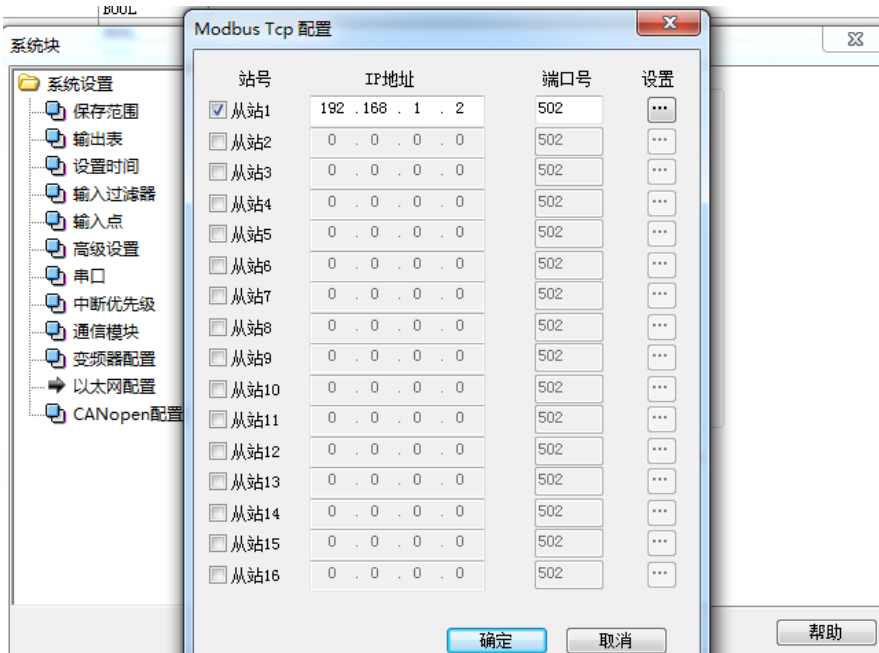 BOOL
系统块
系统设置
保存范围
输出表
设置时间
输入过滤器
输入点
高级设置
串口
中断优先级
通信模块
变频器配置
以太网配置
CANopen配置
Modbus Tcp 配置
站号 IP地址 端口号 设置
从站1 192 .168 . 1 . 2 502 ...
从站2 0 . 0 . 0 . 0 502 ...
从站3 0 . 0 . 0 . 0 502 ...
从站4 0 . 0 . 0 . 0 502 ...
从站5 0 . 0 . 0 . 0 502 ...
从站6 0 . 0 . 0 . 0 502 ...
从站7 0 . 0 . 0 . 0 502 ...
从站8 0 . 0 . 0 . 0 502 ...
从站9 0 . 0 . 0 . 0 502 ...
从站10 0 . 0 . 0 . 0 502 ...
从站11 0 . 0 . 0 . 0 502 ...
从站12 0 . 0 . 0 . 0 502 ...
从站13 0 . 0 . 0 . 0 502 ...
从站14 0 . 0 . 0 . 0 502 ...
从站15 0 . 0 . 0 . 0 502 ...
从站16 0 . 0 . 0 . 0 502 ...
确定 取消
帮助